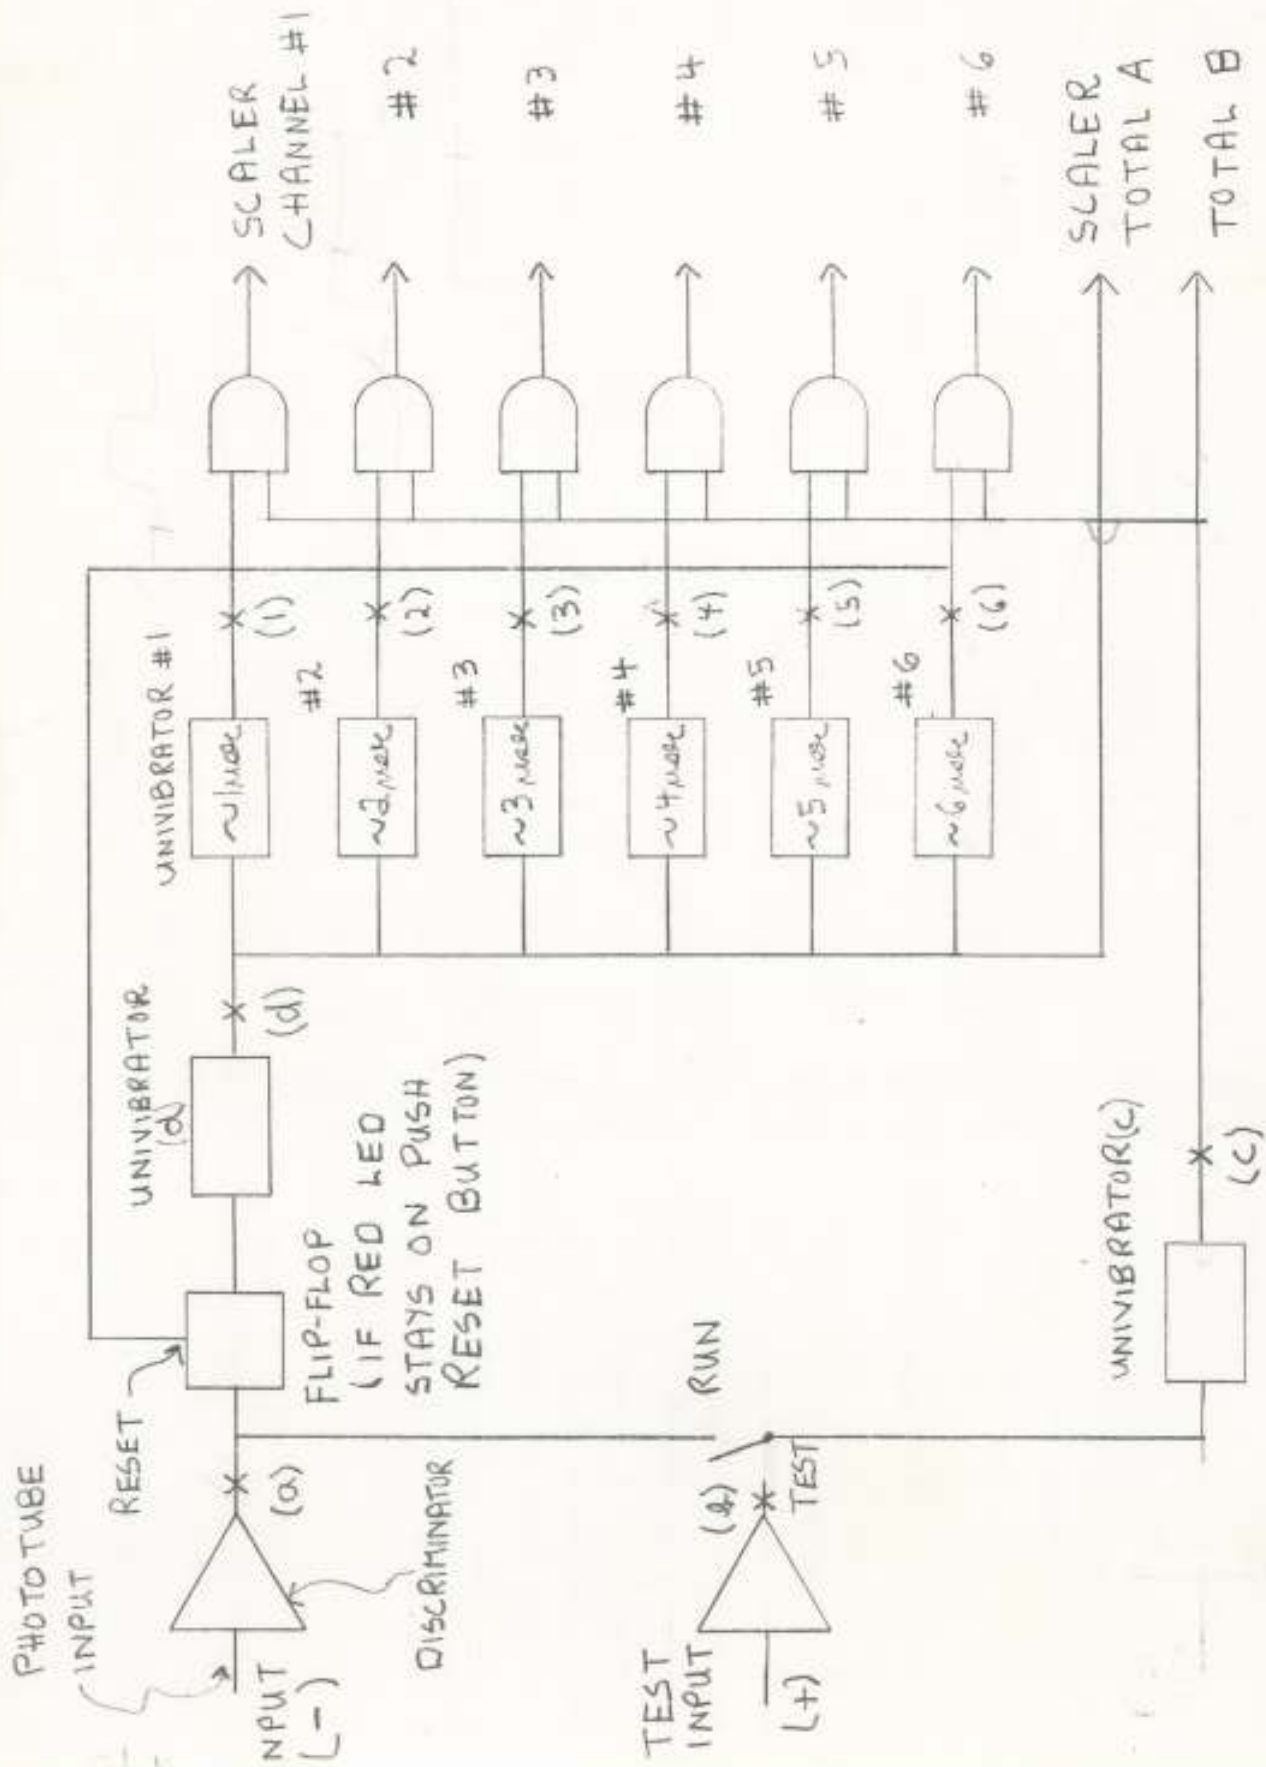 PHOTOTUBE
INPUT
RESET
UNIVIBRATOR
(d)
UNIVIBRATOR #1
SCALER
CHANNEL #1
NPUT
(-)
(a)
DISCRIMINATOR
FLIP-FLOP
(IF RED LED
STAYS ON PUSH
RESET BUTTON)
(d)
~1 μsec
(1)
#2
~2 μsec
(2)
#2
#3
~3 μsec
(3)
#3
#4
~4 μsec
(4)
#4
#5
~5 μsec
(5)
#5
#6
~6 μsec
(6)
#6
TEST
INPUT
(+)
(b)
TEST
RUN
SCALER
TOTAL A
UNIVIBRATOR(c)
(c)
TOTAL B